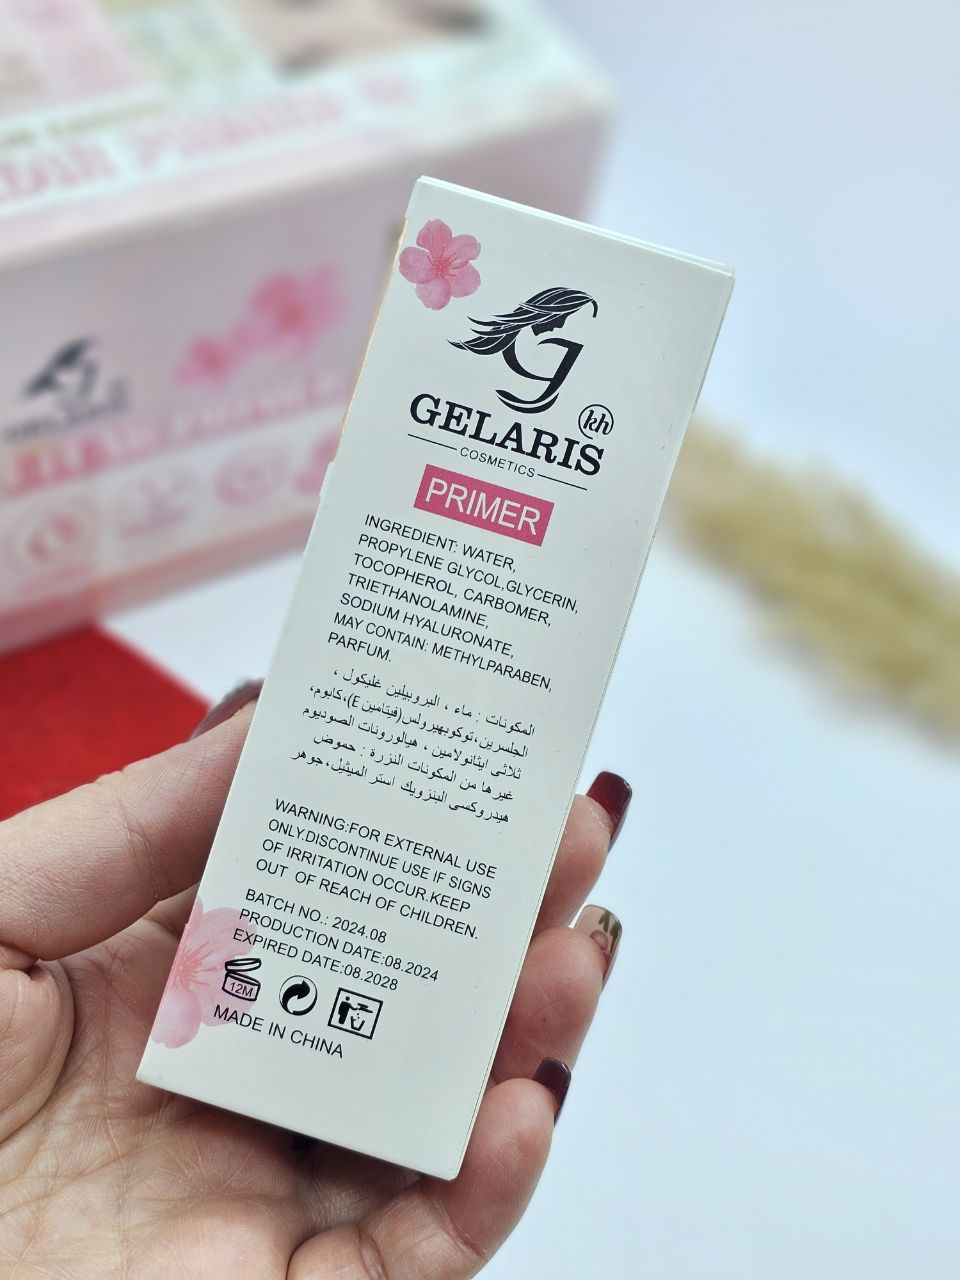 GELARIS
kh
COSMETICS
PRIMER
INGREDIENT: WATER,
PROPYLENE GLYCOL,GLYCERIN,
TOCOPHEROL, CARBOMER,
TRIETHANOLAMINE,
SODIUM HYALURONATE,
MAY CONTAIN: METHYLPARABEN,
PARFUM.
المكونات : ماء ، البروبيلين غليكول ،
الجلسرين،توكوبهيرولس(فيتامين E)،كابوم،
ثلاثى ايثانولامين ، هيالورونات الصوديوم
غيرها من المكونات النزرة : حموض
هيدروكسى البنزويك استر الميثيل،جوهر
WARNING:FOR EXTERNAL USE
ONLY.DISCONTINUE USE IF SIGNS
OF IRRITATION OCCUR.KEEP
OUT OF REACH OF CHILDREN.
BATCH NO.: 2024.08
PRODUCTION DATE:08.2024
EXPIRED DATE:08.2028
12M
MADE IN CHINA